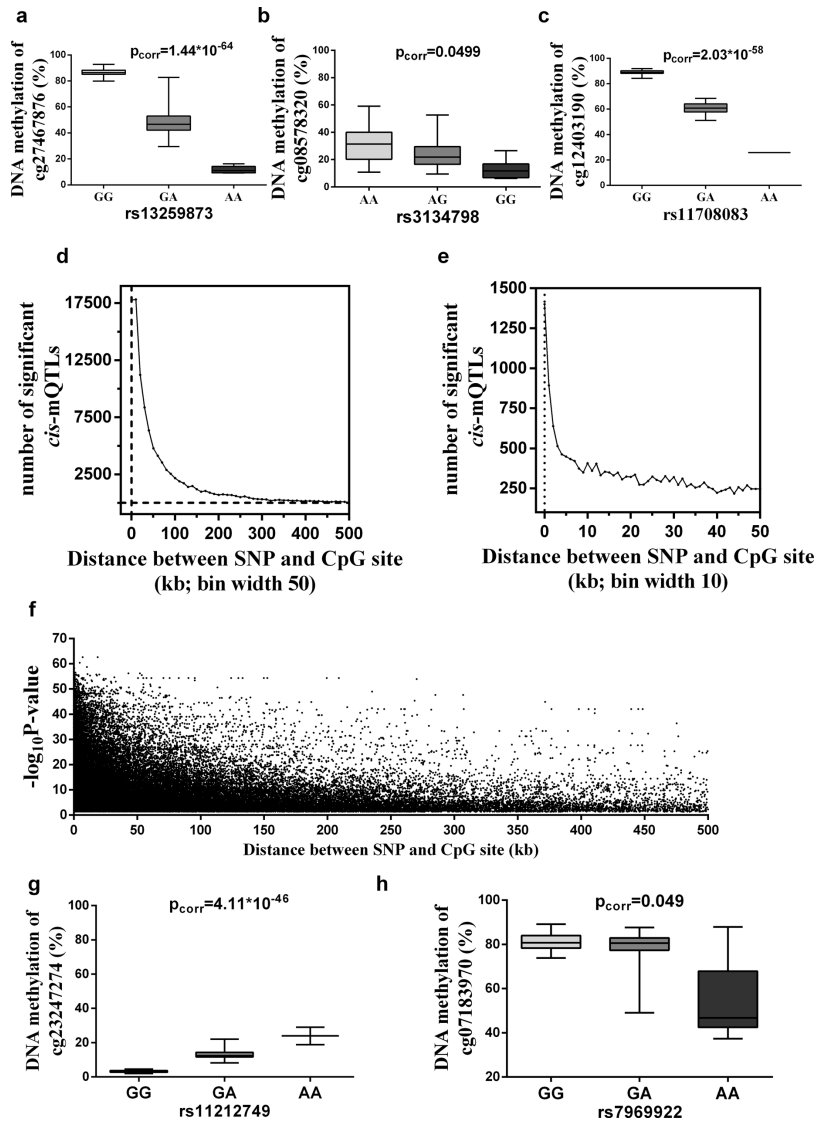 a
DNA methylation of
cg27467876 (%)
p_corr=1.44*10^-64
100
80
60
40
20
0
GG GA AA
rs13259873
b
DNA methylation of
cg08578320 (%)
p_corr=0.0499
100
80
60
40
20
0
AA AG GG
rs3134798
c
DNA methylation of
cg12403190 (%)
p_corr=2.03*10^-58
100
80
60
40
20
0
GG GA AA
rs11708083
d
number of significant
cis-mQTLs
17500
12500
7500
2500
0 100 200 300 400 500
Distance between SNP and CpG site
(kb; bin width 50)
e
number of significant
cis-mQTLs
1500
1250
1000
750
500
250
0 10 20 30 40 50
Distance between SNP and CpG site
(kb; bin width 10)
f
-log10P-value
70
60
50
40
30
20
10
0
0 50 100 150 200 250 300 350 400 450 500
Distance between SNP and CpG site (kb)
g
DNA methylation of
cg23247274 (%)
p_corr=4.11*10^-46
100
80
60
40
20
0
GG GA AA
rs11212749
h
DNA methylation of
cg07183970 (%)
p_corr=0.049
100
80
60
40
20
GG GA AA
rs7969922